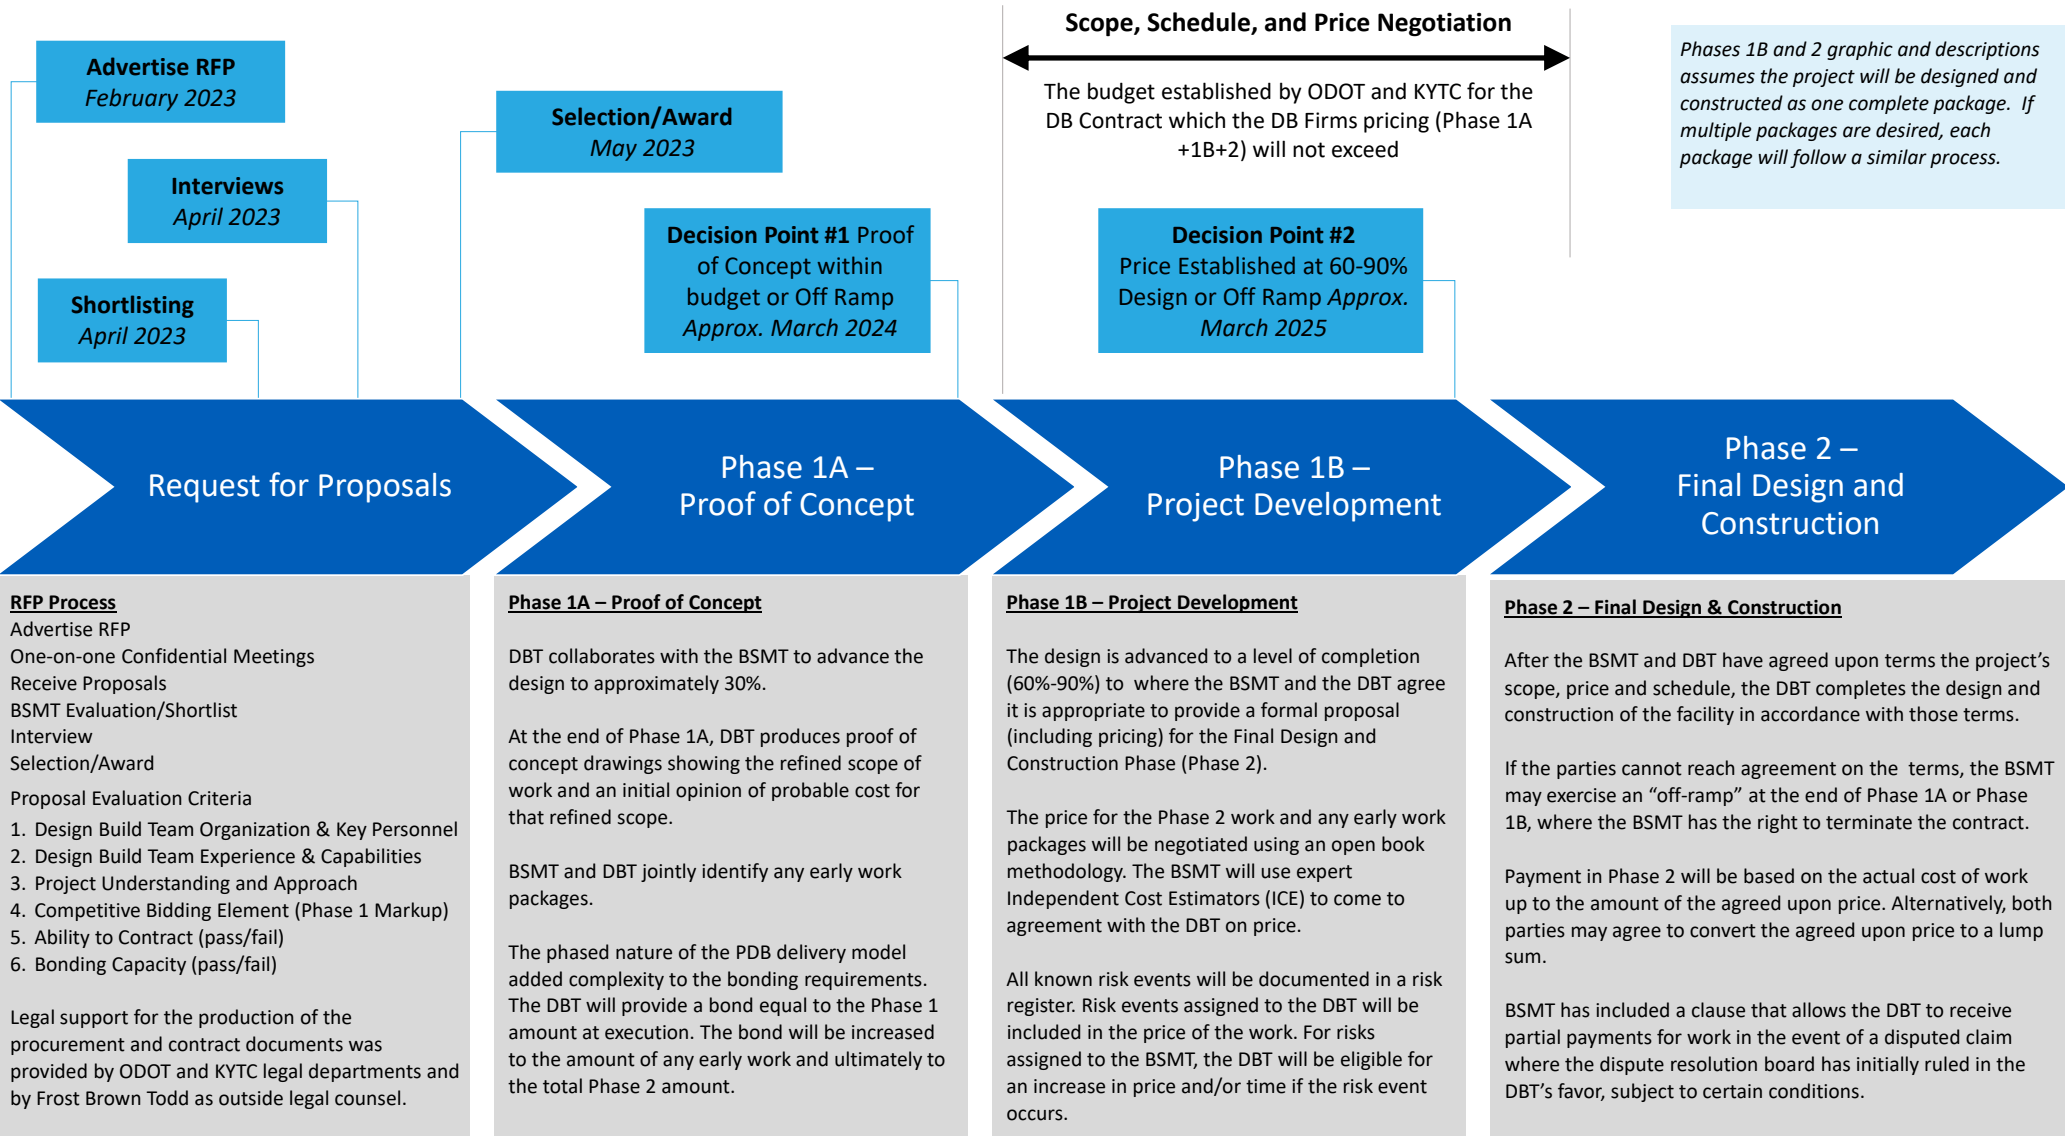 Scope, Schedule, and Price Negotiation
The budget established by ODOT and KYTC for the
DB Contract which the DB Firms pricing (Phase 1A
+1B+2) will not exceed
Phases 1B and 2 graphic and descriptions
assumes the project will be designed and
constructed as one complete package.  If
multiple packages are desired, each
package will follow a similar process.
Advertise RFP
February 2023
Interviews
April 2023
Shortlisting
April 2023
Selection/Award
May 2023
Decision Point #1 Proof
of Concept within
budget or Off Ramp
Approx. March 2024
Decision Point #2
Price Established at 60-90%
Design or Off Ramp Approx.
March 2025
Request for Proposals
Phase 1A –
Proof of Concept
Phase 1B –
Project Development
Phase 2 –
Final Design and
Construction
RFP Process
Advertise RFP
One-on-one Confidential Meetings
Receive Proposals
BSMT Evaluation/Shortlist
Interview
Selection/Award
Proposal Evaluation Criteria
1. Design Build Team Organization & Key Personnel
2. Design Build Team Experience & Capabilities
3. Project Understanding and Approach
4. Competitive Bidding Element (Phase 1 Markup)
5. Ability to Contract (pass/fail)
6. Bonding Capacity (pass/fail)
Legal support for the production of the
procurement and contract documents was
provided by ODOT and KYTC legal departments and
by Frost Brown Todd as outside legal counsel.
Phase 1A – Proof of Concept
DBT collaborates with the BSMT to advance the
design to approximately 30%.
At the end of Phase 1A, DBT produces proof of
concept drawings showing the refined scope of
work and an initial opinion of probable cost for
that refined scope.
BSMT and DBT jointly identify any early work
packages.
The phased nature of the PDB delivery model
added complexity to the bonding requirements.
The DBT will provide a bond equal to the Phase 1
amount at execution. The bond will be increased
to the amount of any early work and ultimately to
the total Phase 2 amount.
Phase 1B – Project Development
The design is advanced to a level of completion
(60%-90%) to  where the BSMT and the DBT agree
it is appropriate to provide a formal proposal
(including pricing) for the Final Design and
Construction Phase (Phase 2).
The price for the Phase 2 work and any early work
packages will be negotiated using an open book
methodology. The BSMT will use expert
Independent Cost Estimators (ICE) to come to
agreement with the DBT on price.
All known risk events will be documented in a risk
register. Risk events assigned to the DBT will be
included in the price of the work. For risks
assigned to the BSMT, the DBT will be eligible for
an increase in price and/or time if the risk event
occurs.
Phase 2 – Final Design & Construction
After the BSMT and DBT have agreed upon terms the project’s
scope, price and schedule, the DBT completes the design and
construction of the facility in accordance with those terms.
If the parties cannot reach agreement on the  terms, the BSMT
may exercise an “off-ramp” at the end of Phase 1A or Phase
1B, where the BSMT has the right to terminate the contract.
Payment in Phase 2 will be based on the actual cost of work
up to the amount of the agreed upon price. Alternatively, both
parties may agree to convert the agreed upon price to a lump
sum.
BSMT has included a clause that allows the DBT to receive
partial payments for work in the event of a disputed claim
where the dispute resolution board has initially ruled in the
DBT’s favor, subject to certain conditions.